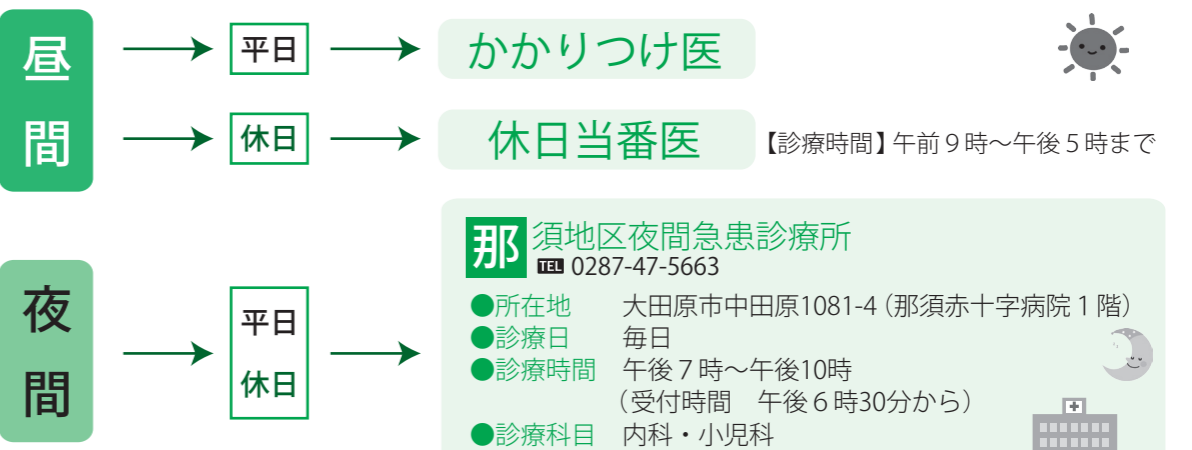 昼間
平日
かかりつけ医
休日
休日当番医
【診療時間】午前9時~午後5時まで
夜間
平日
休日
那須地区夜間急患診療所
TEL 0287-47-5663
●所在地 大田原市中田原1081-4(那須赤十字病院1階)
●診療日 毎日
●診療時間 午後7時~午後10時
(受付時間 午後6時30分から)
●診療科目 内科・小児科